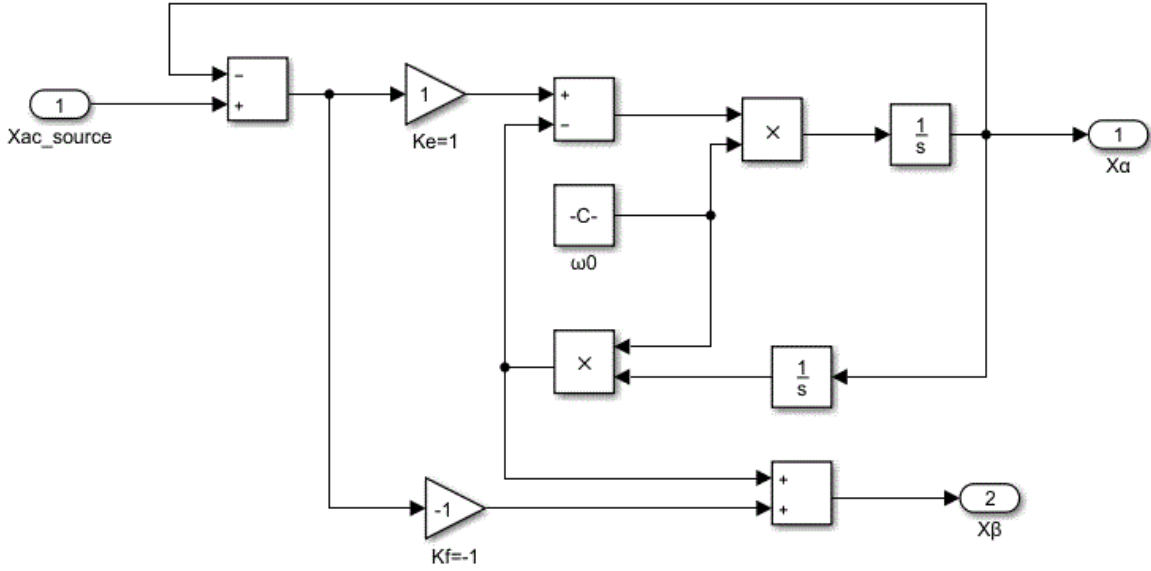 1
Xac_source
−
+
1
Ke=1
+
−
×
1
s
1
Xα
-C-
ω0
×
1
s
-1
Kf=-1
+
+
2
Xβ